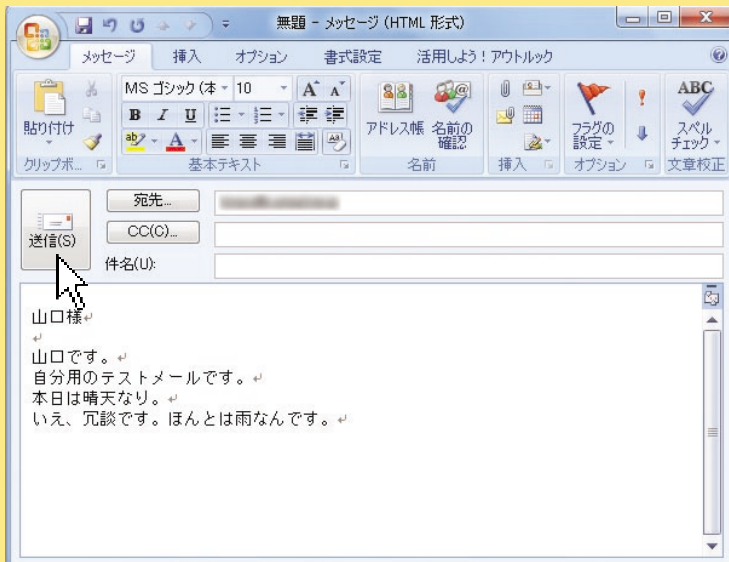 無題 - メッセージ (HTML 形式)
メッセージ 挿入 オプション 書式設定 活用しよう!アウトルック
MS ゴシック (本 10 A A ABC
B I U
貼り付け アドレス帳 名前の確認 フラグの設定 スペルチェック
ab A
クリップボ... 基本テキスト 名前 挿入 オプション 文章校正
宛先...
送信(S) CC(C)...
件名(U):
山口様
山口です。
自分用のテストメールです。
本日は晴天なり。
いえ、冗談です。ほんとは雨なんです。